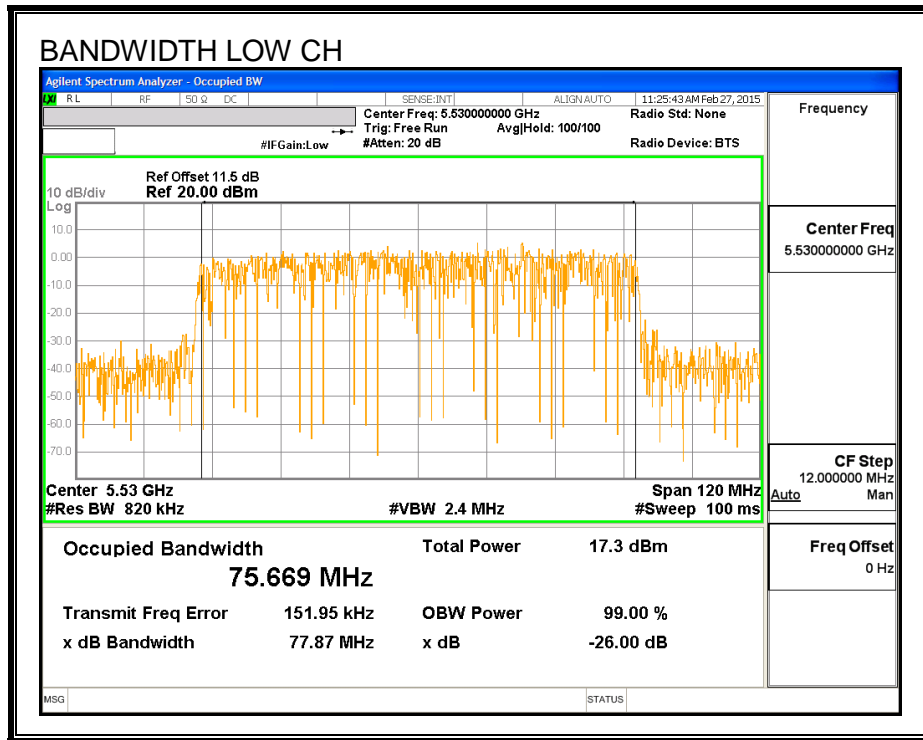 BANDWIDTH LOW CH
Agilent Spectrum Analyzer - Occupied BW
LXI RL RF 50 Ω DC SENSE:INT ALIGN AUTO 11:25:43 AM Feb 27, 2015
Center Freq: 5.530000000 GHz Radio Std: None
Trig: Free Run Avg|Hold: 100/100
#IFGain:Low #Atten: 20 dB Radio Device: BTS
Ref Offset 11.5 dB
10 dB/div Ref 20.00 dBm
Log
10.0
0.00
-10.0
-20.0
-30.0
-40.0
-50.0
-60.0
-70.0
Center 5.53 GHz Span 120 MHz
#Res BW 820 kHz #VBW 2.4 MHz #Sweep 100 ms
Occupied Bandwidth Total Power 17.3 dBm
75.669 MHz
Transmit Freq Error 151.95 kHz OBW Power 99.00 %
x dB Bandwidth 77.87 MHz x dB -26.00 dB
MSG STATUS
Frequency
Center Freq
5.530000000 GHz
CF Step
12.000000 MHz
Auto Man
Freq Offset
0 Hz